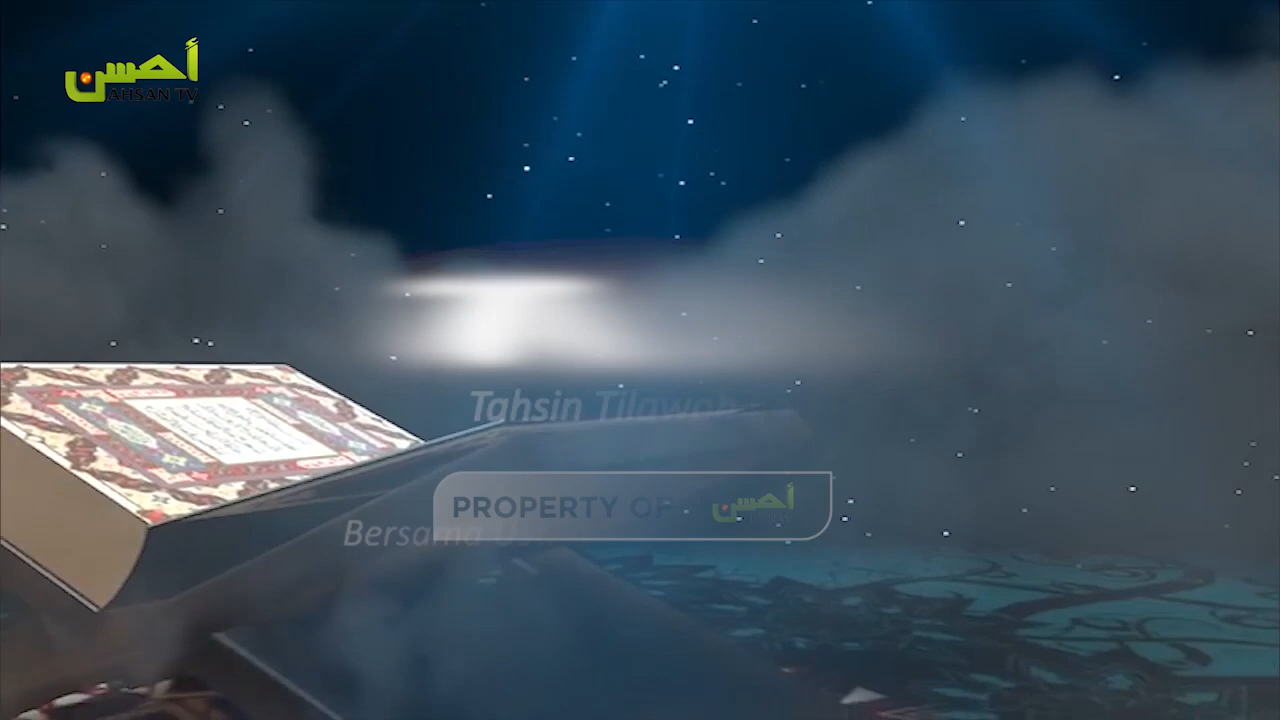 أحسن
AHSAN TV
Tahsin Tilawah
PROPERTY OF أحسن
Bersama